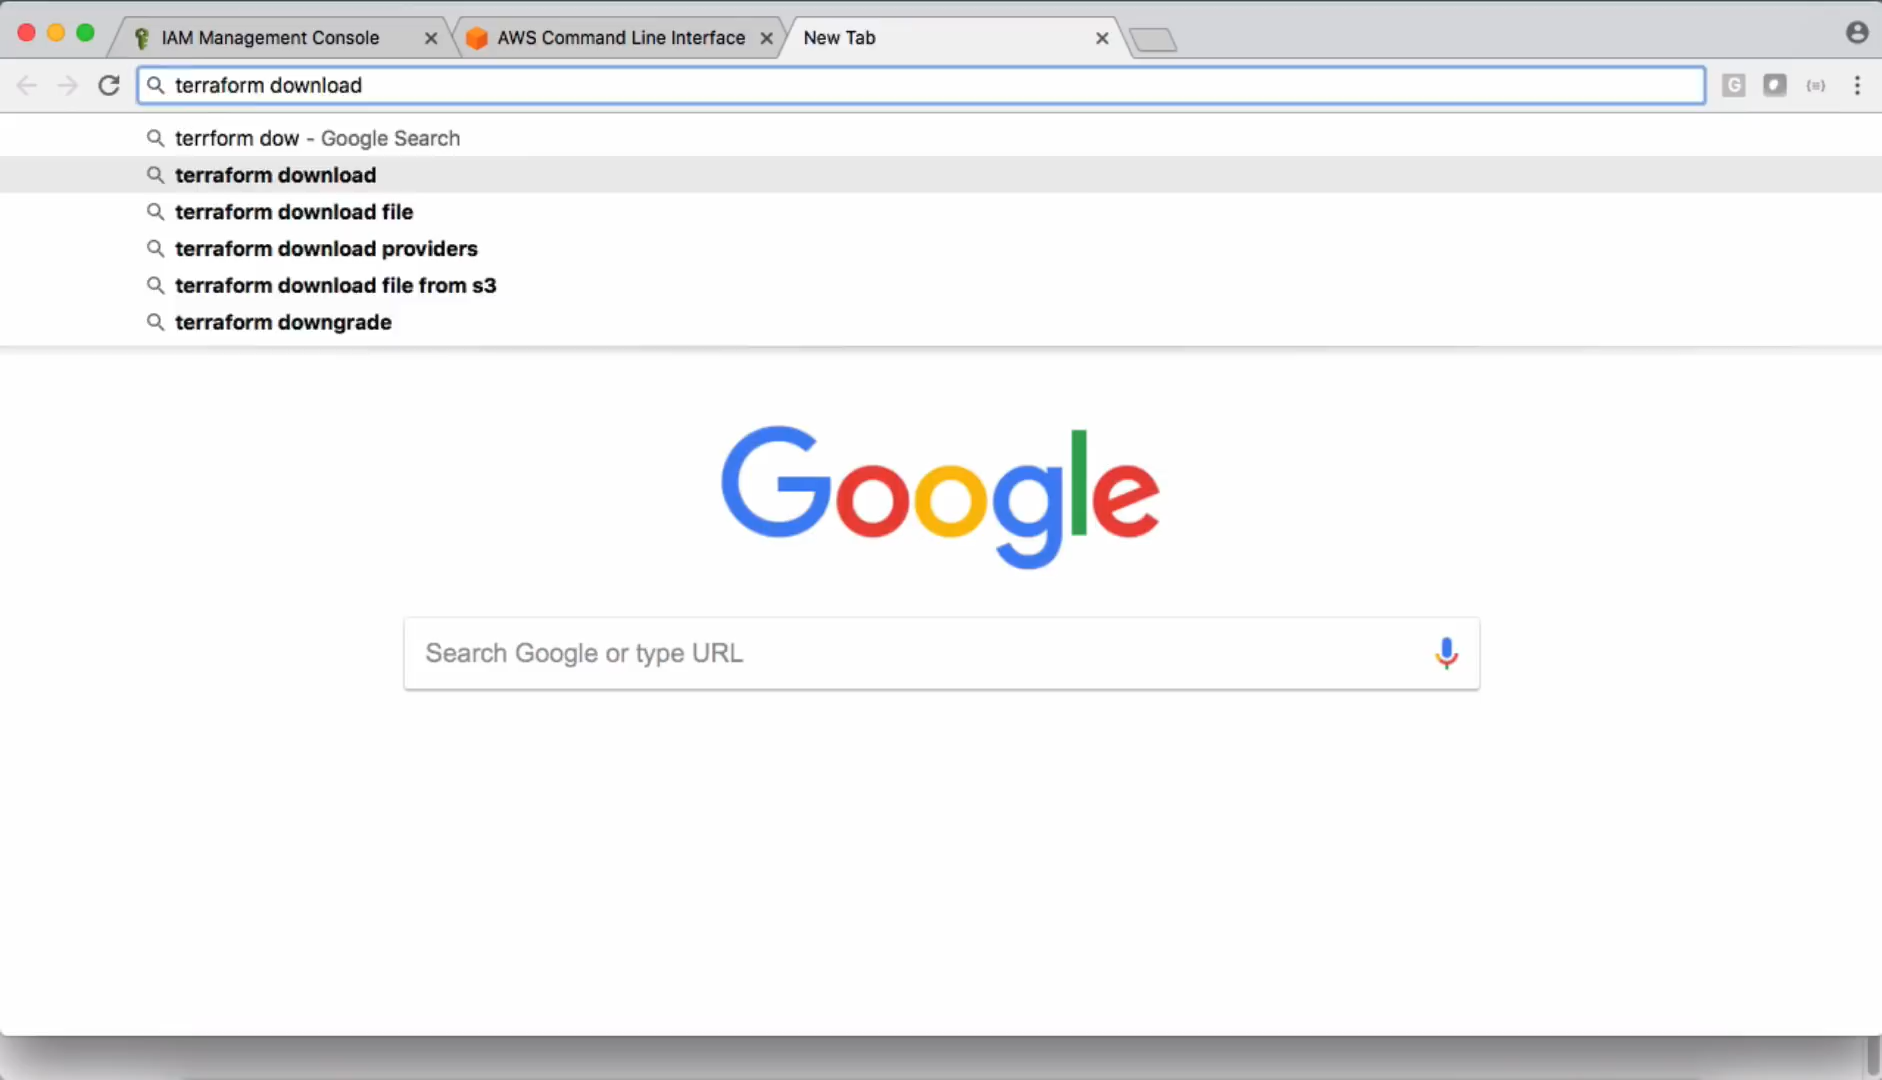 IAM Management Console
AWS Command Line Interface
New Tab
terraform download
G
terrform dow - Google Search
terraform download
terraform download file
terraform download providers
terraform download file from s3
terraform downgrade
Google
Search Google or type URL